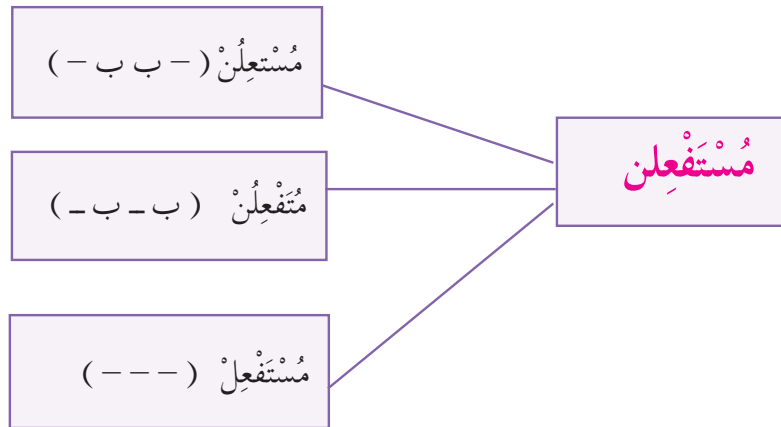 مُسْتَفْعِلن
مُسْتعِلُنْ (– ب ب –)
مُتَفْعِلُنْ (ب – ب –)
مُسْتَفْعِلْ (– – –)